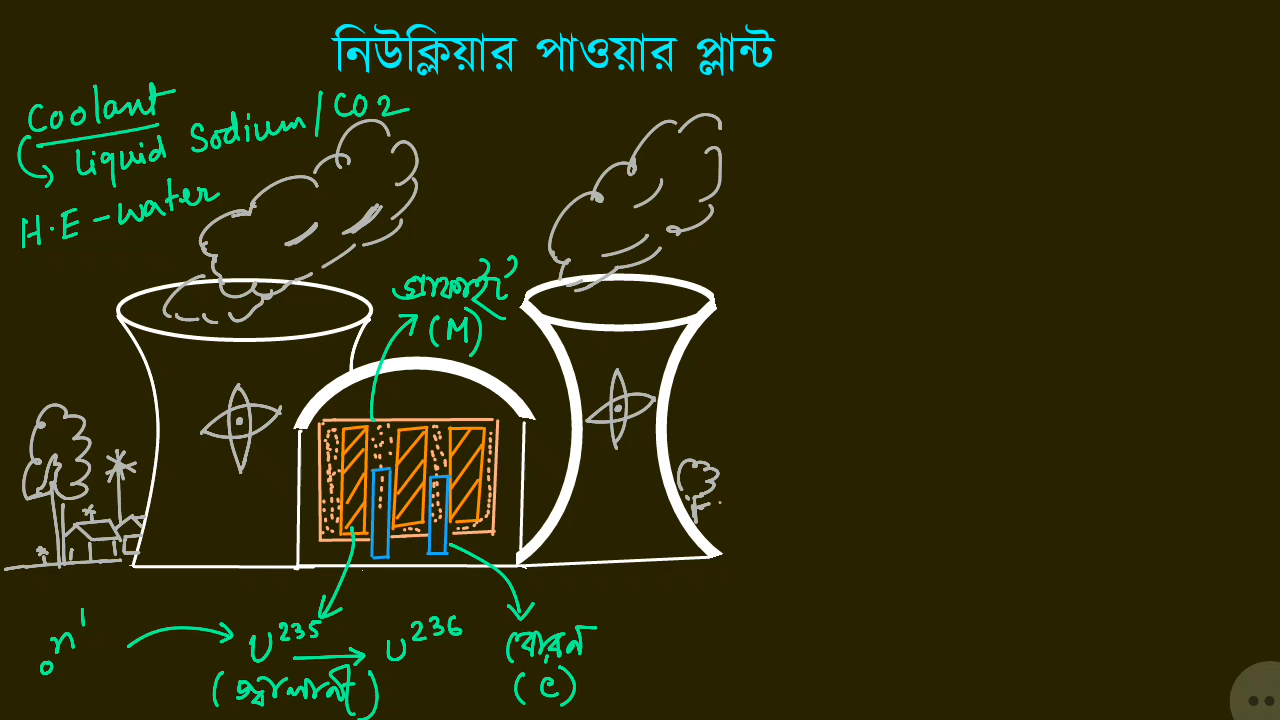 নিউক্লিয়ার পাওয়ার প্লান্ট
Coolant
Liquid Sodium/CO2
H.E-water
গ্রাফাইট
(M)
₀n¹
U²³⁵
U²³⁶
(জ্বালানী)
বোরন
(C)